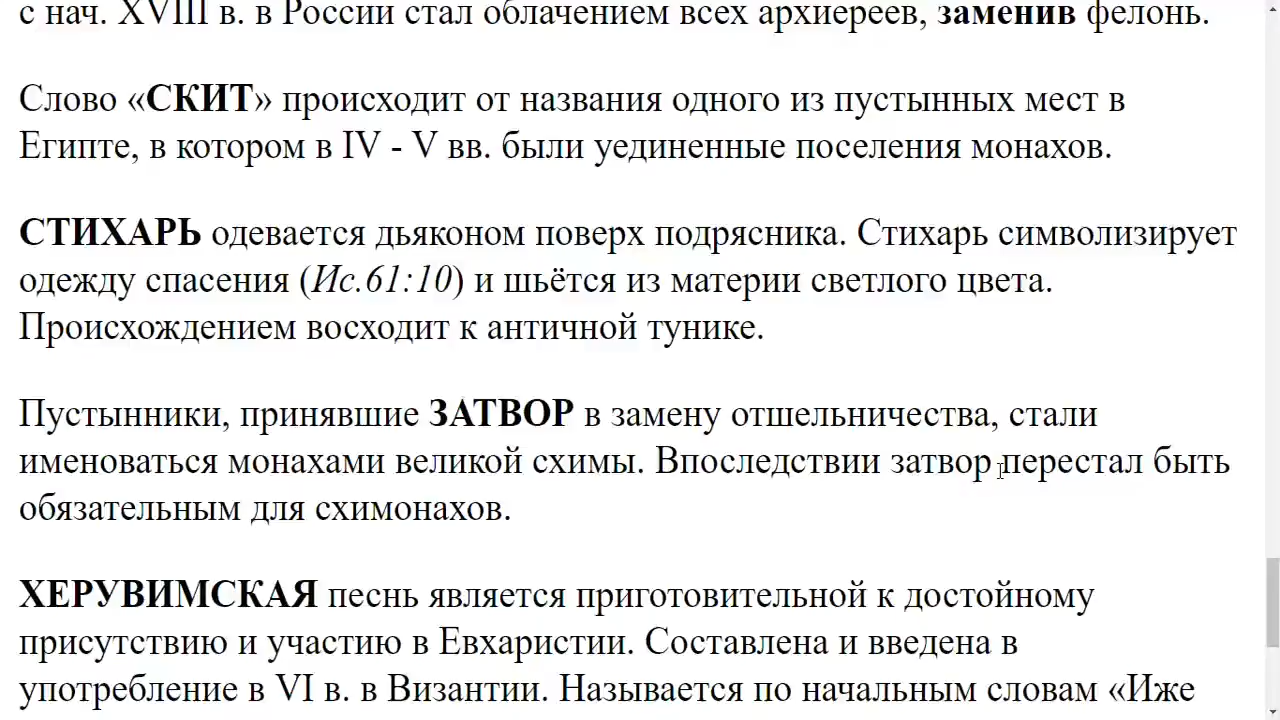 с нач. XVIII в. в России стал облачением всех архиереев, заменив фелонь.
Слово «СКИТ» происходит от названия одного из пустынных мест в
Египте, в котором в IV - V вв. были уединенные поселения монахов.
СТИХАРЬ одевается дьяконом поверх подрясника. Стихарь символизирует
одежду спасения (Ис.61:10) и шьётся из материи светлого цвета.
Происхождением восходит к античной тунике.
Пустынники, принявшие ЗАТВОР в замену отшельничества, стали
именоваться монахами великой схимы. Впоследствии затвор перестал быть
обязательным для схимонахов.
ХЕРУВИМСКАЯ песнь является приготовительной к достойному
присутствию и участию в Евхаристии. Составлена и введена в
употребление в VI в. в Византии. Называется по начальным словам «Иже